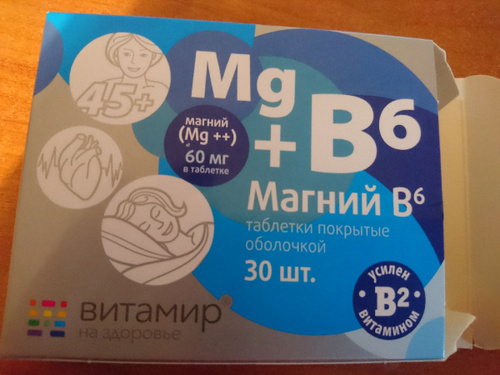 45+
Mg
+ B6
магний
(Mg ++)
60 мг
в таблетке
Магний B6
таблетки покрытые
оболочкой
30 шт.
усилен
B2
витамином
витамир®
на здоровье